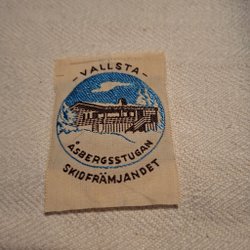 - VALLSTA -
ÅSBERGSSTUGAN
SKIDFRÄMJANDET